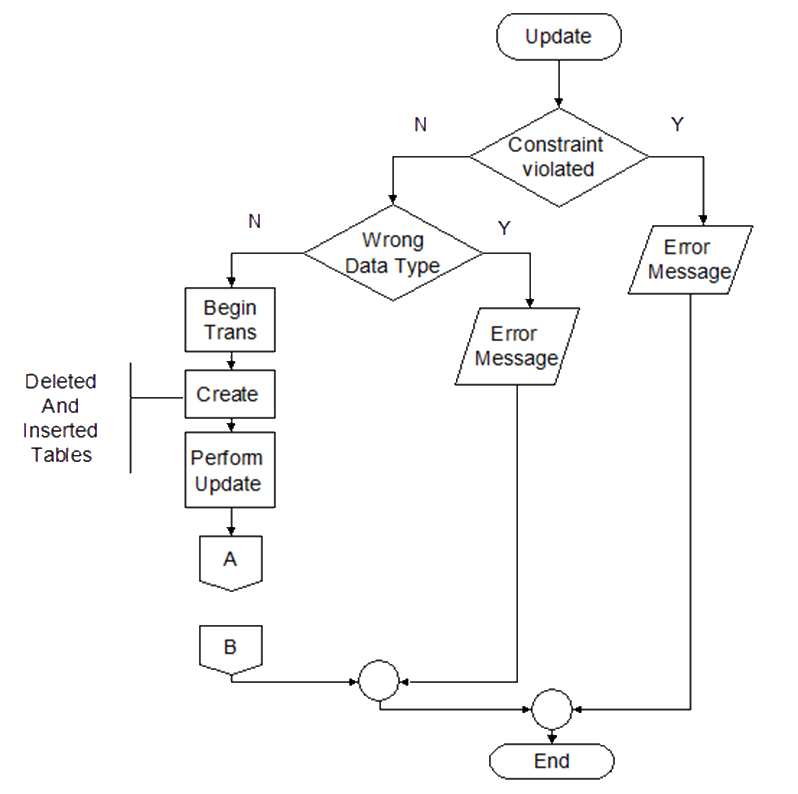 Update
N
Y
Constraint
violated
N
Y
Wrong
Data Type
Error
Message
Begin
Trans
Error
Message
Deleted
And
Inserted
Tables
Create
Perform
Update
A
B
End